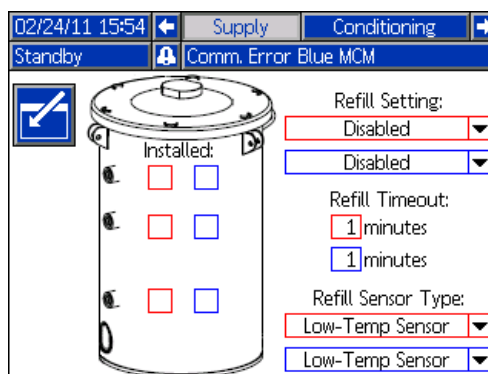 02/24/11 15:54 Supply Conditioning
Standby Comm. Error Blue MCM
Refill Setting:
Disabled
Installed:
Disabled
Refill Timeout:
1 minutes
1 minutes
Refill Sensor Type:
Low-Temp Sensor
Low-Temp Sensor